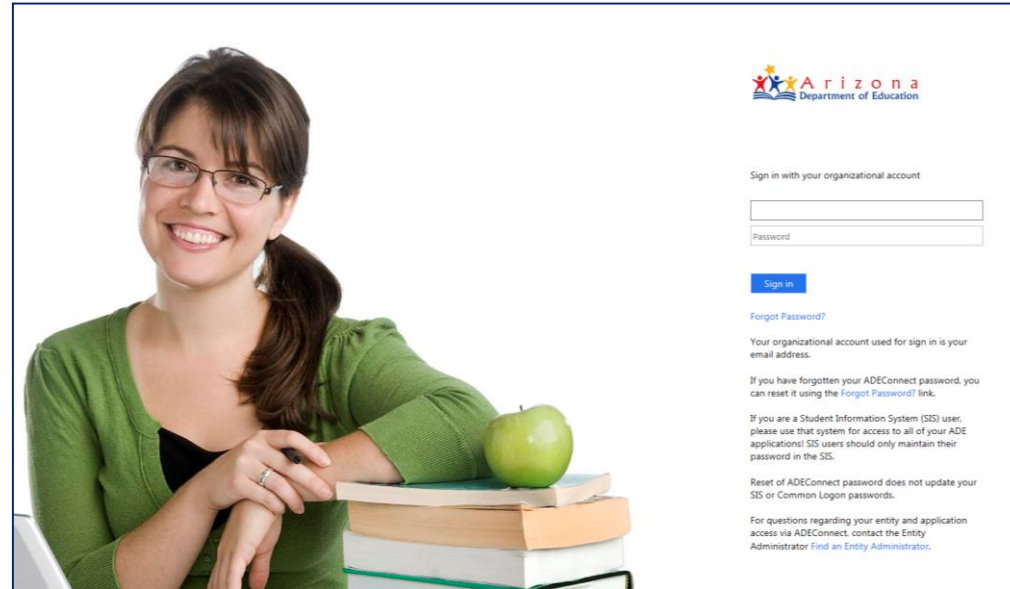 Arizona
Department of Education
Sign in with your organizational account
Password
Sign in
Forgot Password?
Your organizational account used for sign in is your
email address.
If you have forgotten your ADEConnect password, you
can reset it using the Forgot Password? link.
If you are a Student Information System (SIS) user,
please use that system for access to all of your ADE
applications! SIS users should only maintain their
password in the SIS.
Reset of ADEConnect password does not update your
SIS or Common Logon passwords.
For questions regarding your entity and application
access via ADEConnect, contact the Entity
Administrator Find an Entity Administrator.